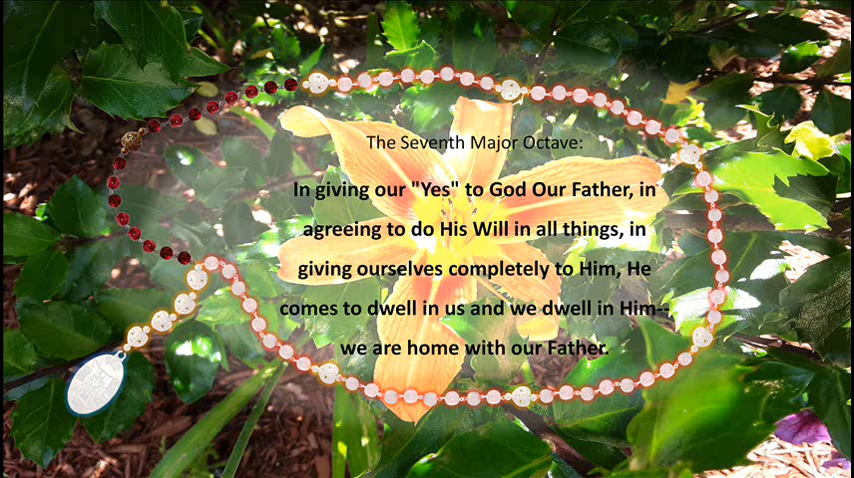 The Seventh Major Octave:
In giving our "Yes" to God Our Father, in
agreeing to do His Will in all things, in
giving ourselves completely to Him, He
comes to dwell in us and we dwell in Him--
we are home with our Father.